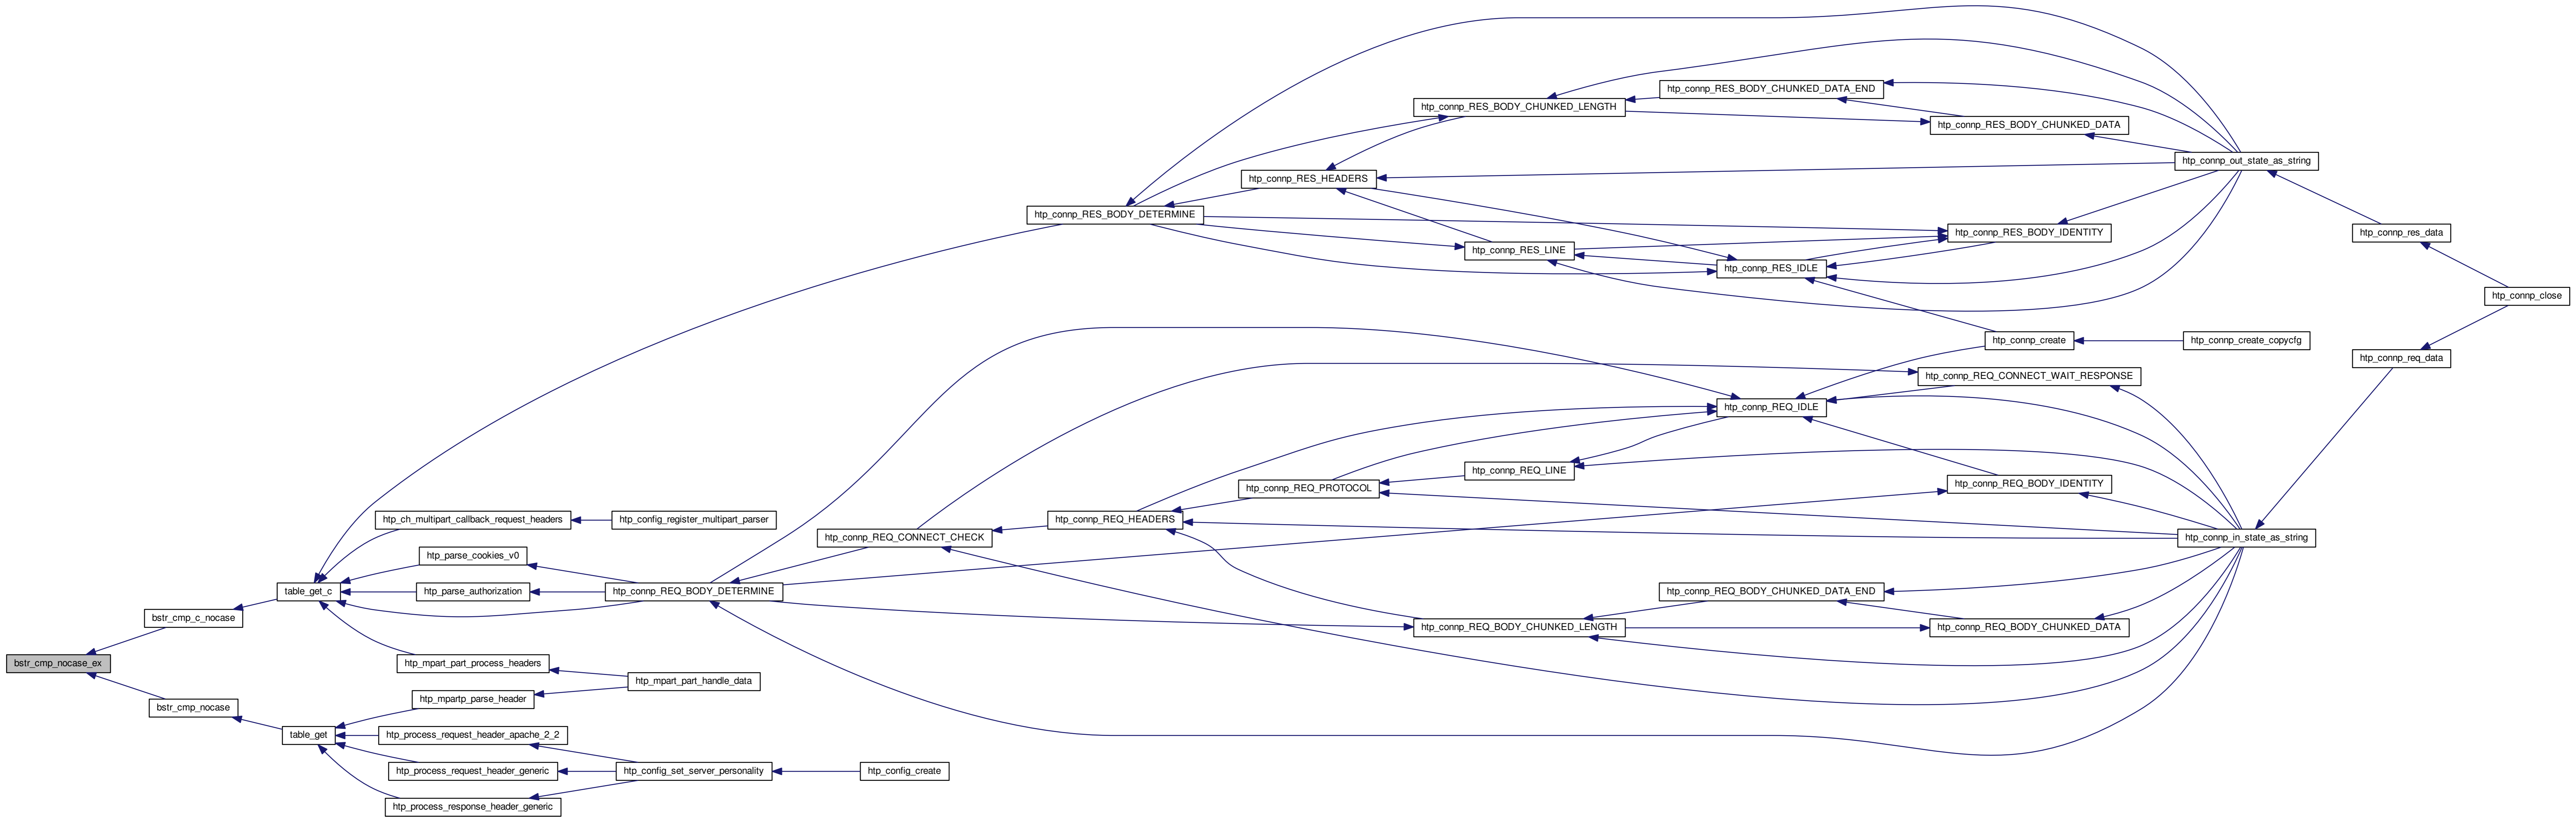 bstr_cmp_nocase_ex
bstr_cmp_c_nocase
bstr_cmp_nocase
table_get_c
table_get
htp_ch_multipart_callback_request_headers
htp_parse_cookies_v0
htp_parse_authorization
htp_mpart_part_process_headers
htp_mpartp_parse_header
htp_process_request_header_apache_2_2
htp_process_request_header_generic
htp_process_response_header_generic
htp_config_register_multipart_parser
htp_connp_REQ_BODY_DETERMINE
htp_mpart_part_handle_data
htp_config_set_server_personality
htp_connp_REQ_CONNECT_CHECK
htp_config_create
htp_connp_RES_BODY_DETERMINE
htp_connp_REQ_HEADERS
htp_connp_RES_HEADERS
htp_connp_REQ_PROTOCOL
htp_connp_RES_BODY_CHUNKED_LENGTH
htp_connp_RES_LINE
htp_connp_REQ_LINE
htp_connp_REQ_BODY_CHUNKED_LENGTH
htp_connp_RES_BODY_CHUNKED_DATA_END
htp_connp_RES_IDLE
htp_connp_REQ_IDLE
htp_connp_REQ_BODY_CHUNKED_DATA_END
htp_connp_RES_BODY_CHUNKED_DATA
htp_connp_RES_BODY_IDENTITY
htp_connp_create
htp_connp_REQ_CONNECT_WAIT_RESPONSE
htp_connp_REQ_BODY_IDENTITY
htp_connp_REQ_BODY_CHUNKED_DATA
htp_connp_out_state_as_string
htp_connp_create_copycfg
htp_connp_in_state_as_string
htp_connp_res_data
htp_connp_req_data
htp_connp_close